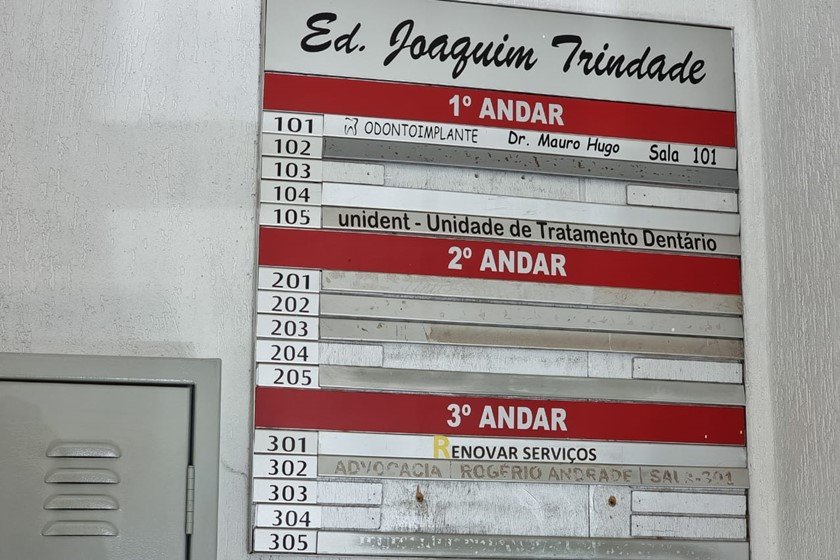 Ed. Joaquim Trindade
1º ANDAR
101 ODONTOIMPLANTE Dr. Mauro Hugo Sala 101
102
103
104
105 unident - Unidade de Tratamento Dentário
2º ANDAR
201
202
203
204
205
3º ANDAR
301 RENOVAR SERVIÇOS
302 ADVOCACIA | ROGÉRIO ANDRADE | SALA-301
303
304
305